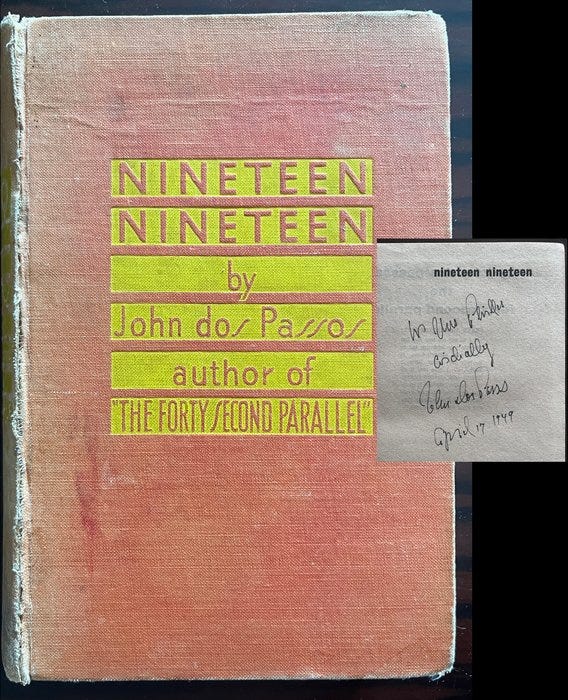 NINETEEN
NINETEEN
by
John dos Passos
author of
"THE FORTY SECOND PARALLEL"
nineteen nineteen
cordially
John Dos Passos
April 17 1949